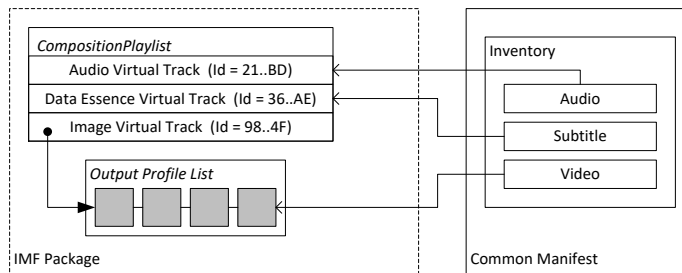 CompositionPlaylist
Audio Virtual Track (Id = 21..BD)
Data Essence Virtual Track (Id = 36..AE)
Image Virtual Track (Id = 98..4F)
Output Profile List
IMF Package
Inventory
Audio
Subtitle
Video
Common Manifest